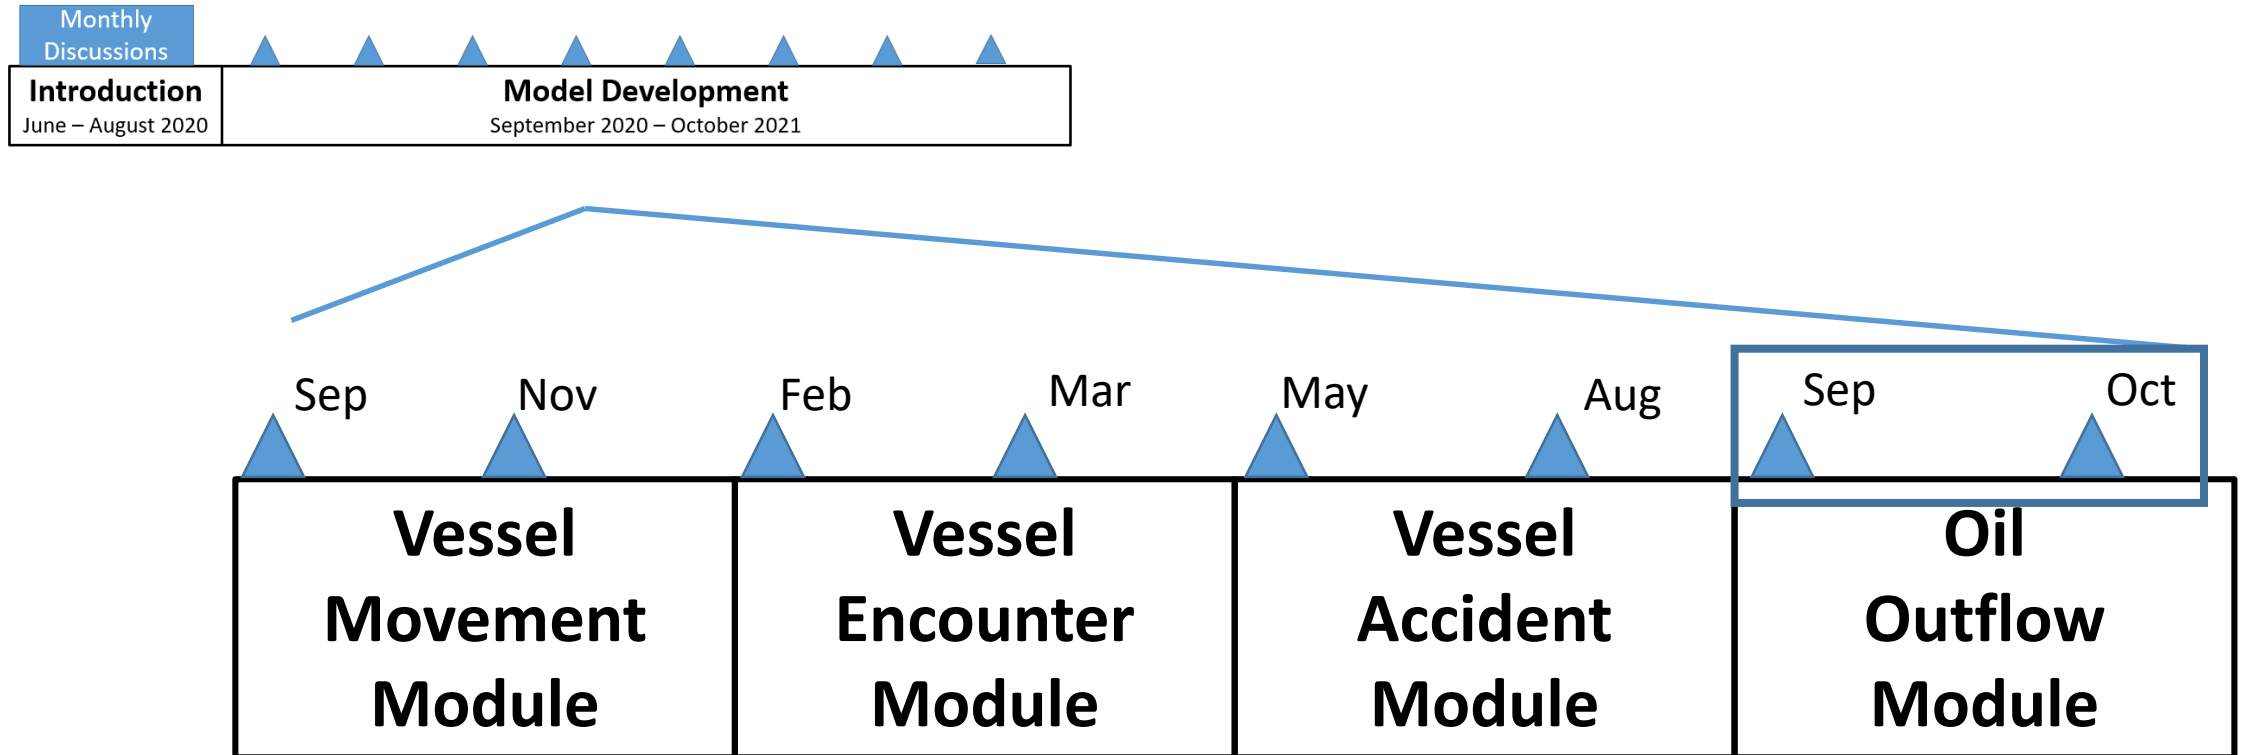 Monthly
Discussions
Introduction
June – August 2020
Model Development
September 2020 – October 2021
Sep
Nov
Feb
Mar
May
Aug
Sep
Oct
Vessel
Movement
Module
Vessel
Encounter
Module
Vessel
Accident
Module
Oil
Outflow
Module